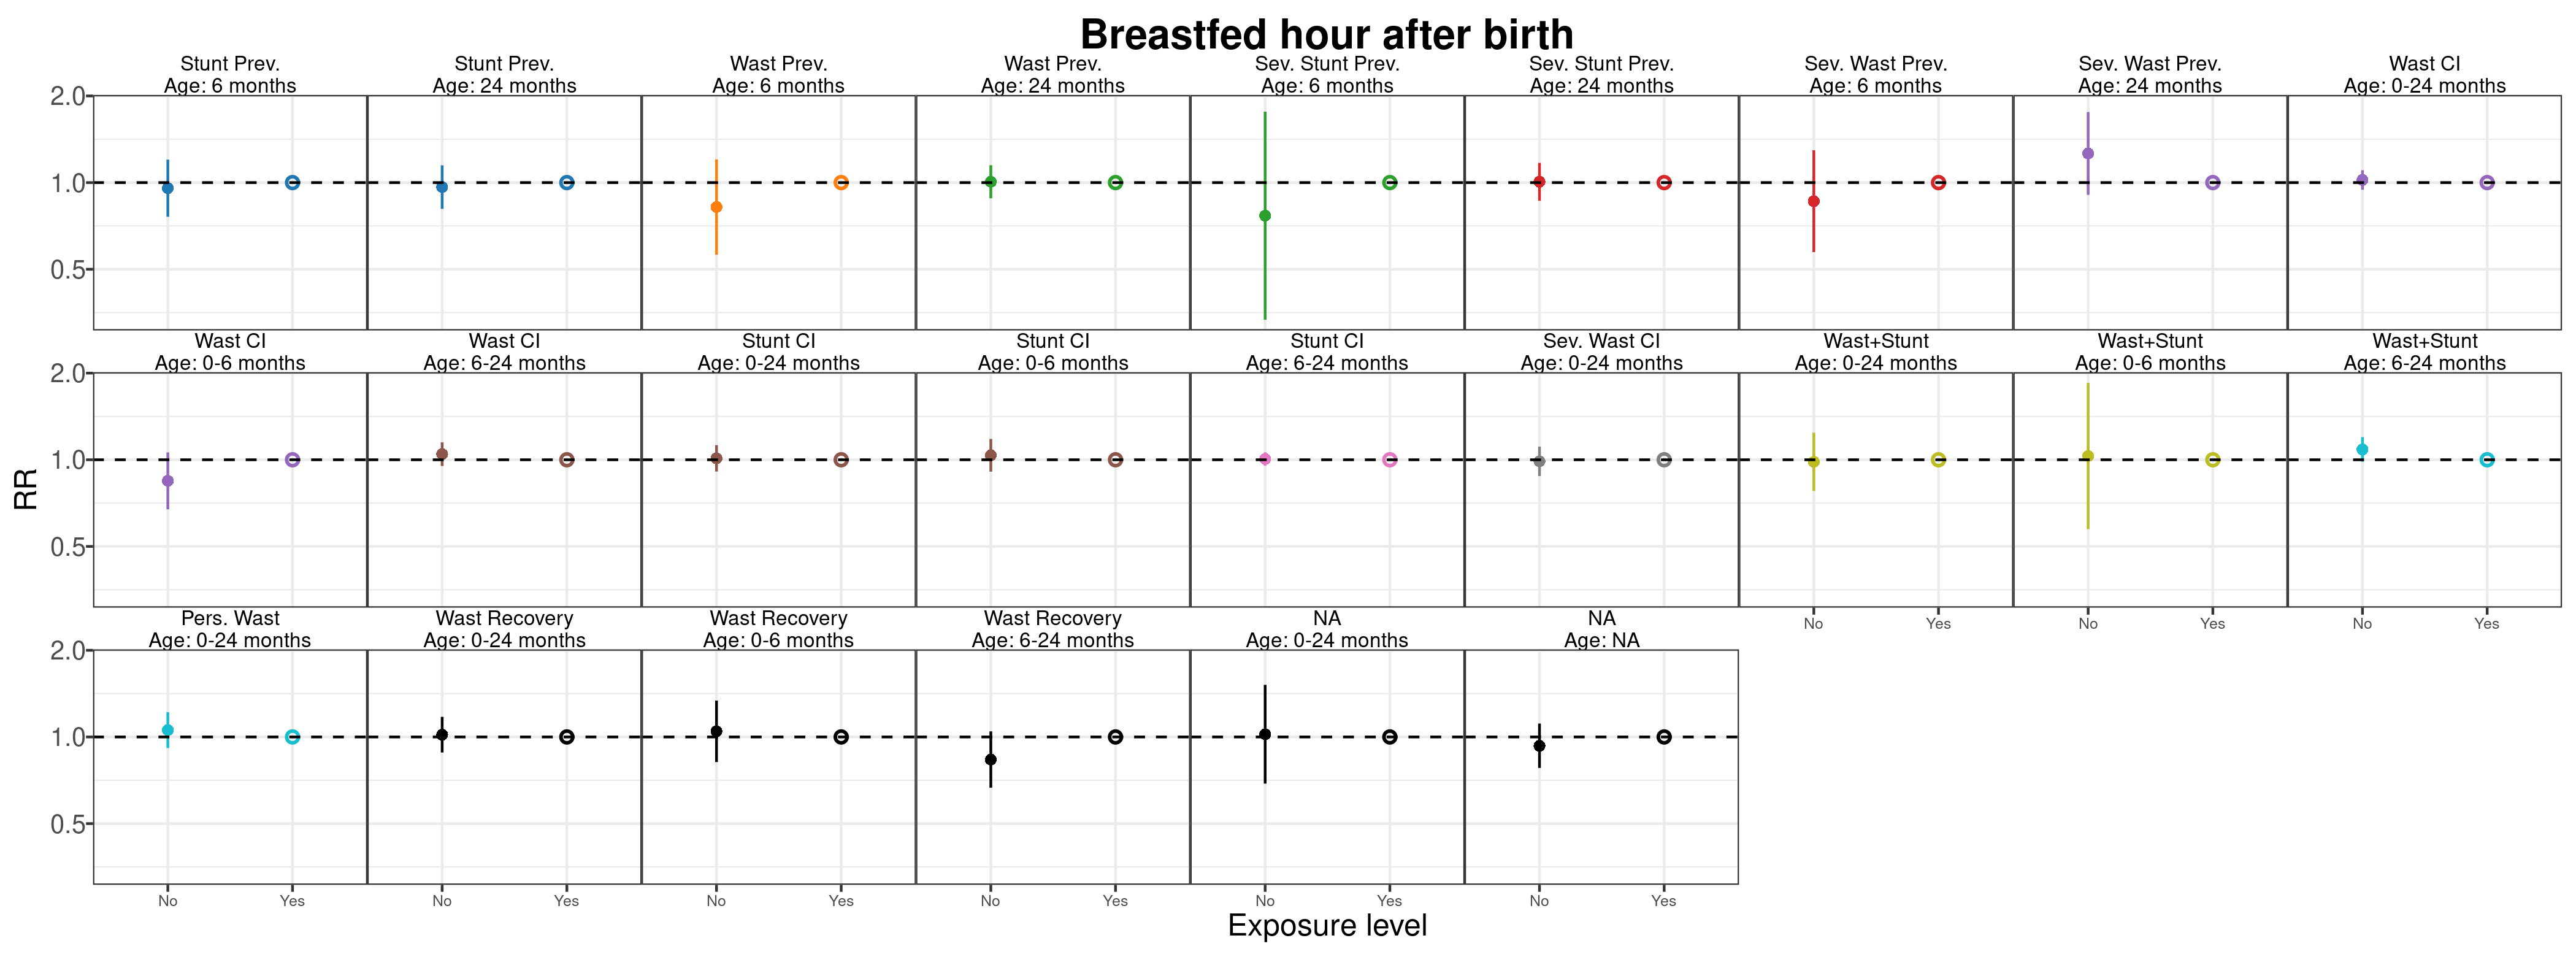 Breastfed hour after birth
Stunt Prev.
Age: 6 months
Stunt Prev.
Age: 24 months
Wast Prev.
Age: 6 months
Wast Prev.
Age: 24 months
Sev. Stunt Prev.
Age: 6 months
Sev. Stunt Prev.
Age: 24 months
Sev. Wast Prev.
Age: 6 months
Sev. Wast Prev.
Age: 24 months
Wast CI
Age: 0-24 months
2.0
1.0
0.5
Wast CI
Age: 0-6 months
Wast CI
Age: 6-24 months
Stunt CI
Age: 0-24 months
Stunt CI
Age: 0-6 months
Stunt CI
Age: 6-24 months
Sev. Wast CI
Age: 0-24 months
Wast+Stunt
Age: 0-24 months
Wast+Stunt
Age: 0-6 months
Wast+Stunt
Age: 6-24 months
2.0
1.0
0.5
RR
No Yes
No Yes
No Yes
Pers. Wast
Age: 0-24 months
Wast Recovery
Age: 0-24 months
Wast Recovery
Age: 0-6 months
Wast Recovery
Age: 6-24 months
NA
Age: 0-24 months
NA
Age: NA
2.0
1.0
0.5
No Yes
No Yes
No Yes
No Yes
No Yes
No Yes
Exposure level